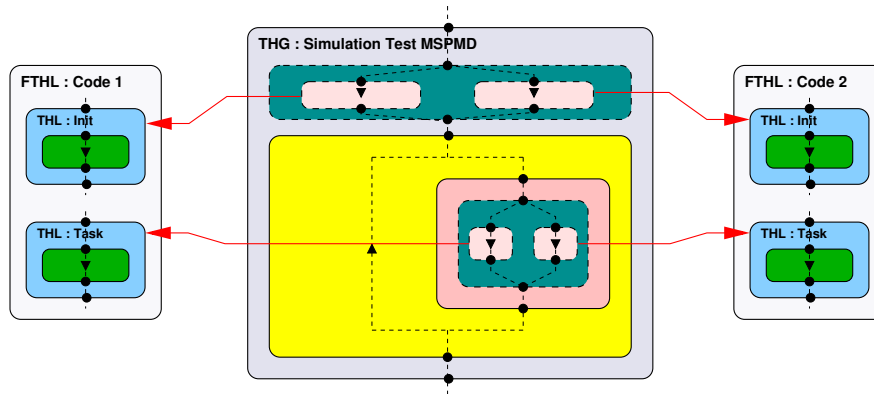 THG : Simulation Test MSPMD
FTHL : Code 1
THL : Init
THL : Task
FTHL : Code 2
THL : Init
THL : Task